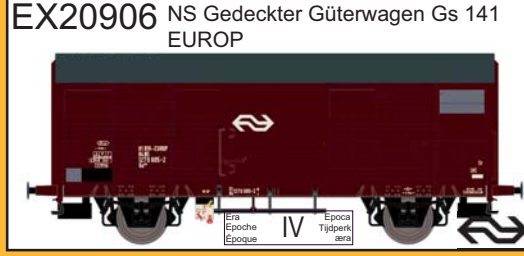 EX20906 NS Gedeckter Güterwagen Gs 141
EUROP
Era
Epoche
Époque
IV
Epoca
Tijdperk
æra